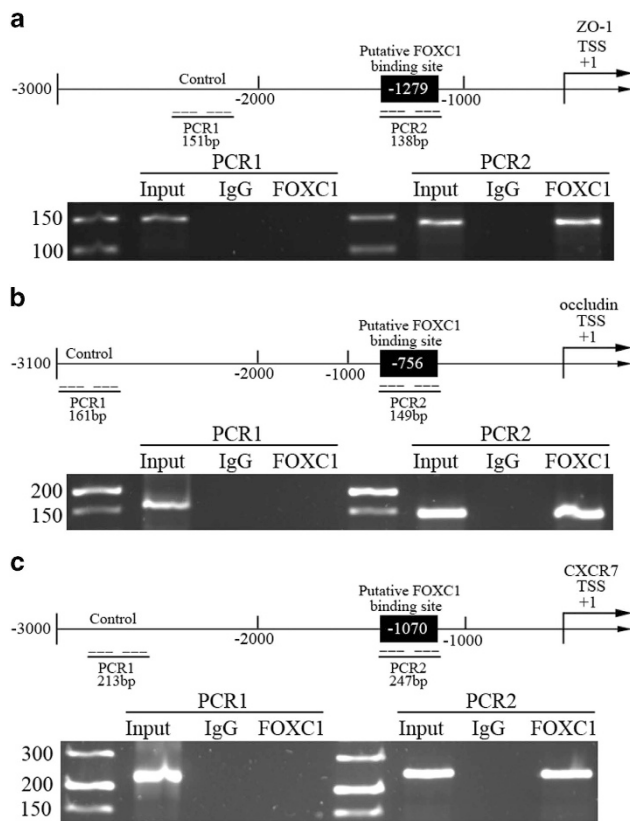 a
ZO-1
TSS
+1
Putative FOXC1
binding site
Control
-3000
-2000
-1279
-1000
PCR1
151bp
PCR2
138bp
PCR1
PCR2
Input IgG FOXC1
Input IgG FOXC1
150
100
b
occludin
TSS
+1
Putative FOXC1
binding site
Control
-3100
-2000
-1000
-756
PCR1
161bp
PCR2
149bp
PCR1
PCR2
Input IgG FOXC1
Input IgG FOXC1
200
150
c
CXCR7
TSS
+1
Putative FOXC1
binding site
Control
-3000
-2000
-1070
-1000
PCR1
213bp
PCR2
247bp
PCR1
PCR2
Input IgG FOXC1
Input IgG FOXC1
300
200
150